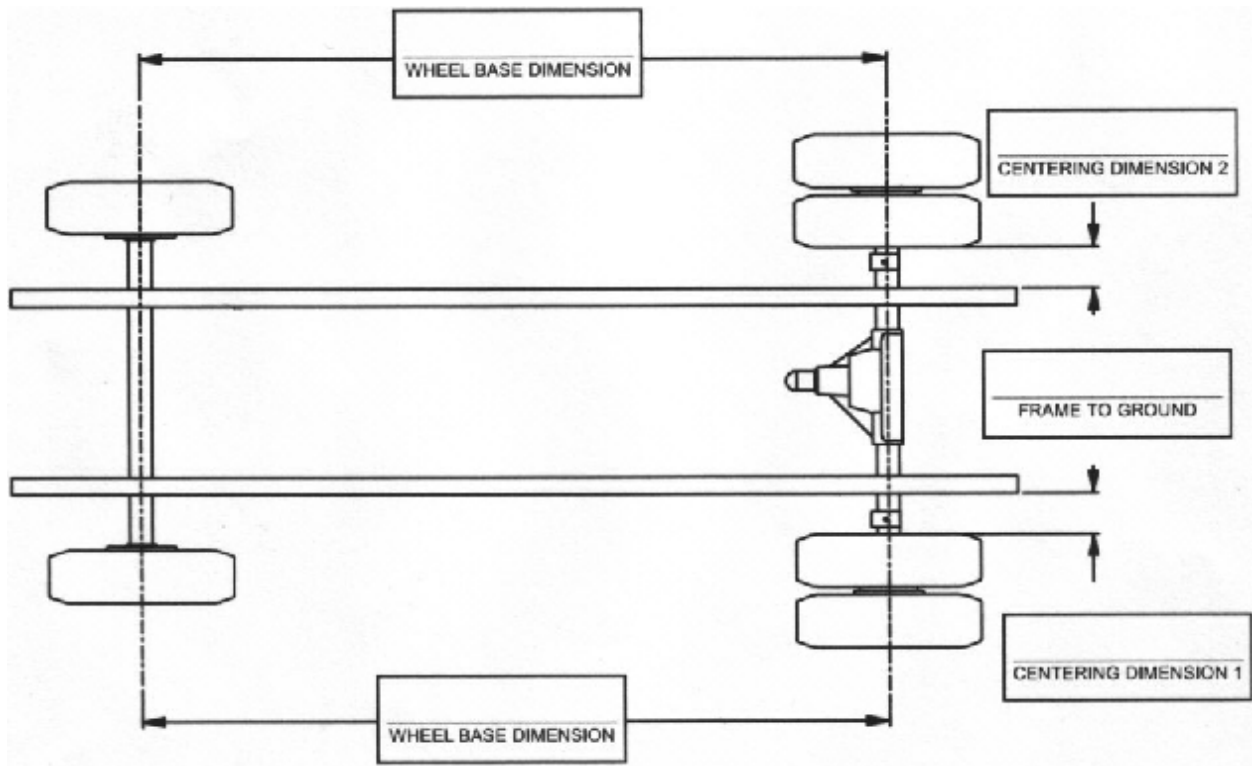 WHEEL BASE DIMENSION
CENTERING DIMENSION 2
FRAME TO GROUND
CENTERING DIMENSION 1
WHEEL BASE DIMENSION